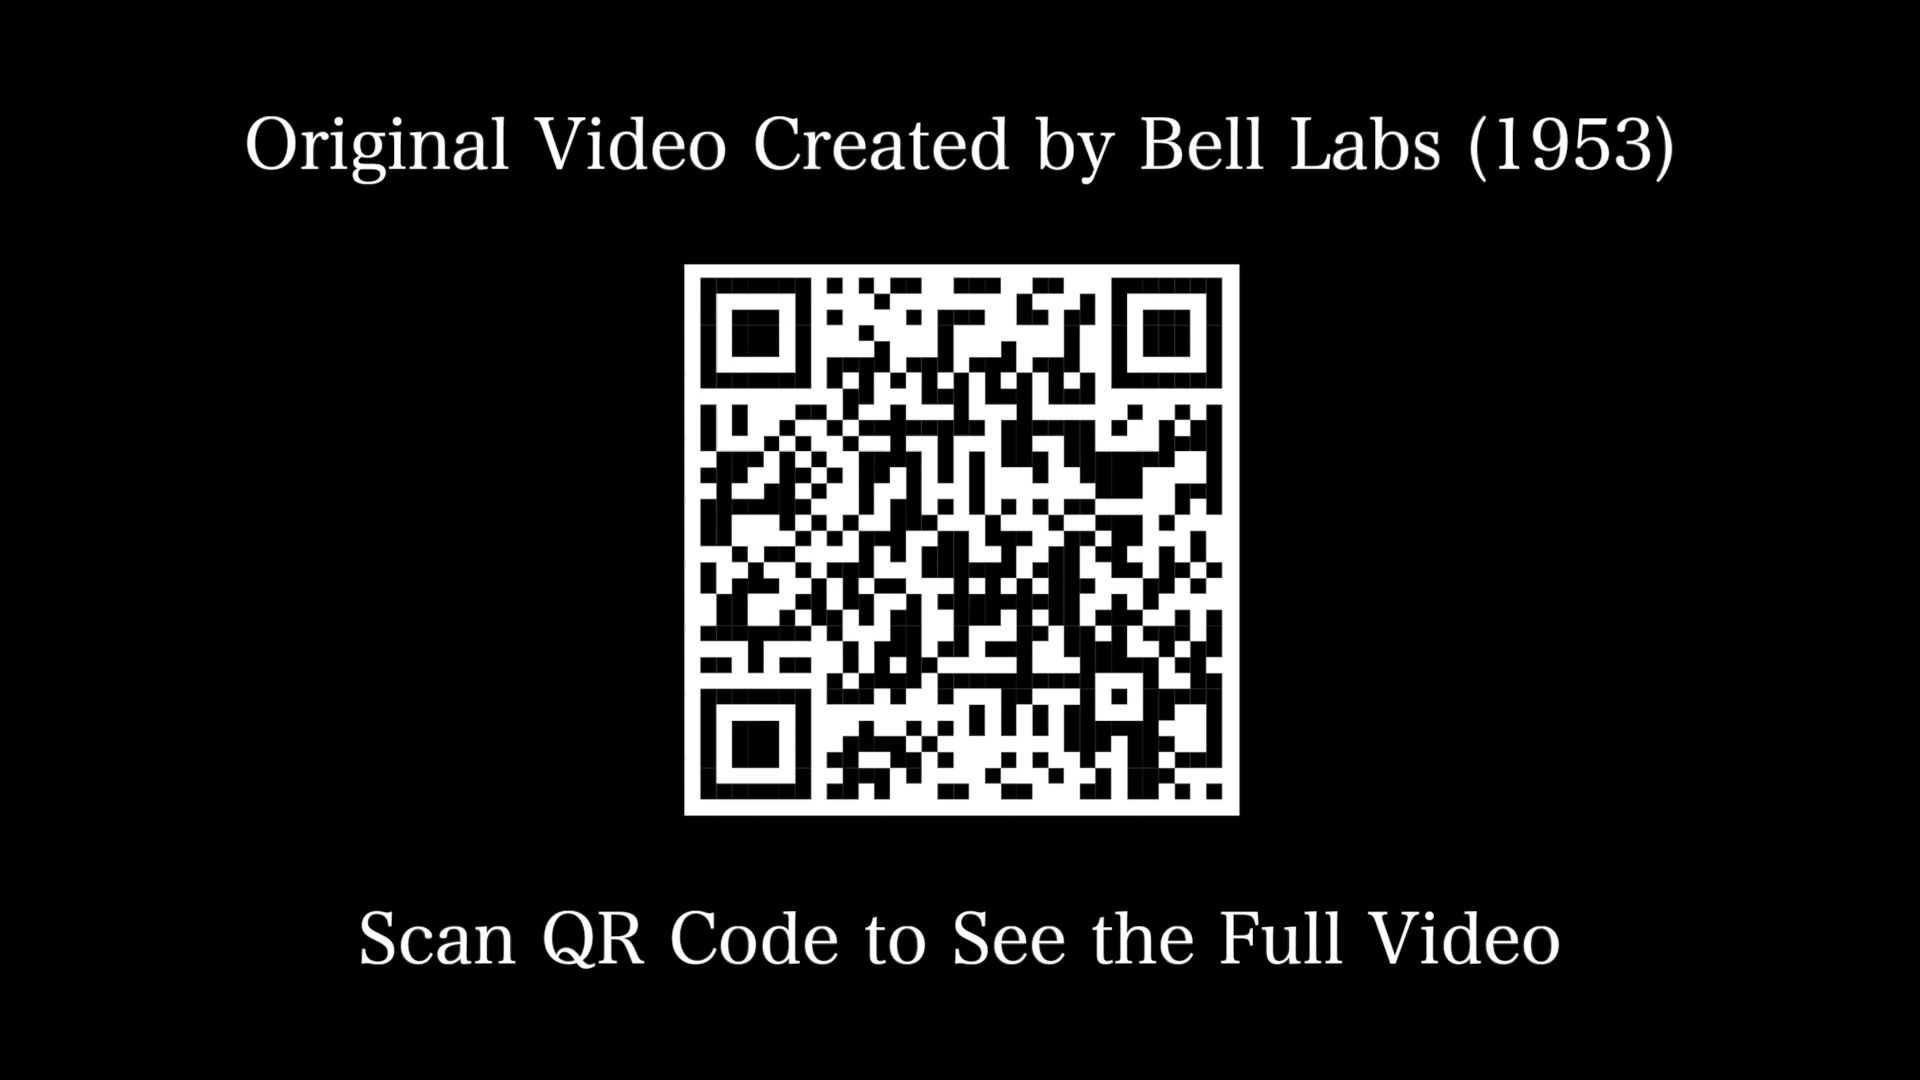 Original Video Created by Bell Labs (1953)
Scan QR Code to See the Full Video